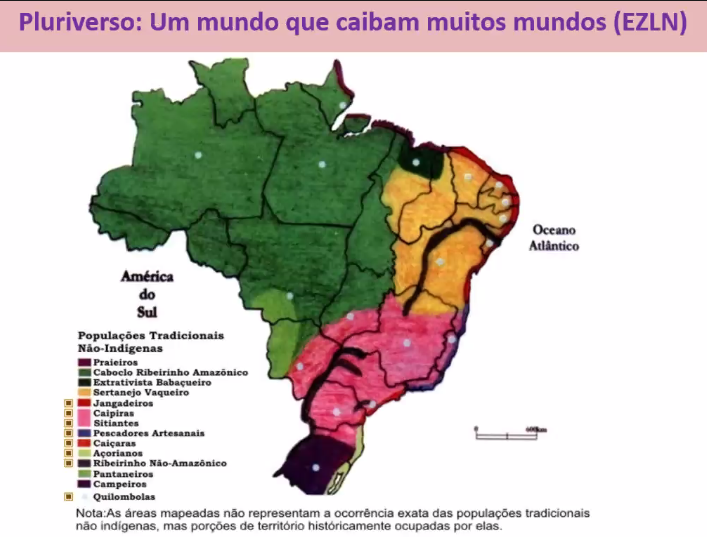 Pluriverso: Um mundo que caibam muitos mundos (EZLN)
Oceano
Atlântico
América
do
Sul
Populações Tradicionais
Não-Indígenas
Praieiros
Caboclo Ribeirinho Amazônico
Extrativista Babaçueiro
Sertanejo Vaqueiro
Jangadeiros
Caipiras
Sitiantes
Pescadores Artesanais
Caiçaras
Açorianos
Ribeirinho Não-Amazônico
Pantaneiros
Campeiros
Quilombolas
0 600km
Nota:As áreas mapeadas não representam a ocorrência exata das populações tradicionais
não indígenas, mas porções de território históricamente ocupadas por elas.